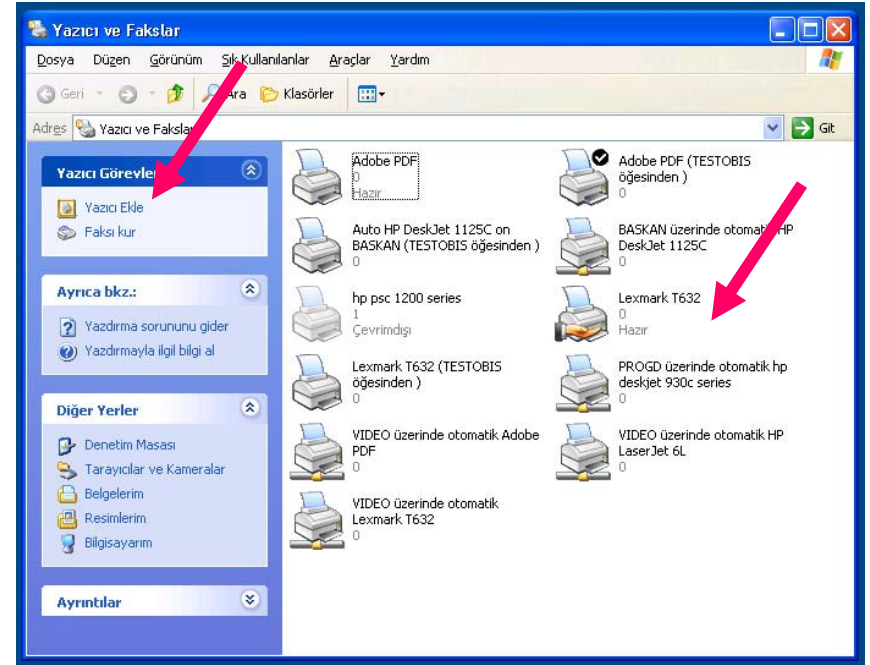 Yazıcı ve Fakslar
Dosya Düzen Görünüm Sık Kullanılanlar Araçlar Yardım
Geri Ara Klasörler
Adres Yazıcı ve Fakslar Git
Yazıcı Görevleri
Yazıcı Ekle
Faksı kur
Ayrıca bkz.:
Yazdırma sorununu gider
Yazdırmayla ilgil bilgi al
Diğer Yerler
Denetim Masası
Tarayıcılar ve Kameralar
Belgelerim
Resimlerim
Bilgisayarım
Ayrıntılar
Adobe PDF
0
Hazır
Adobe PDF (TESTOBIS
öğesinden )
0
Auto HP DeskJet 1125C on
BASKAN (TESTOBIS öğesinden )
0
BASKAN üzerinde otomatik HP
DeskJet 1125C
0
hp psc 1200 series
1
Çevrimdışı
Lexmark T632
0
Hazır
Lexmark T632 (TESTOBIS
öğesinden )
0
PROGD üzerinde otomatik hp
deskjet 930c series
0
VIDEO üzerinde otomatik Adobe
PDF
0
VIDEO üzerinde otomatik HP
LaserJet 6L
0
VIDEO üzerinde otomatik
Lexmark T632
0